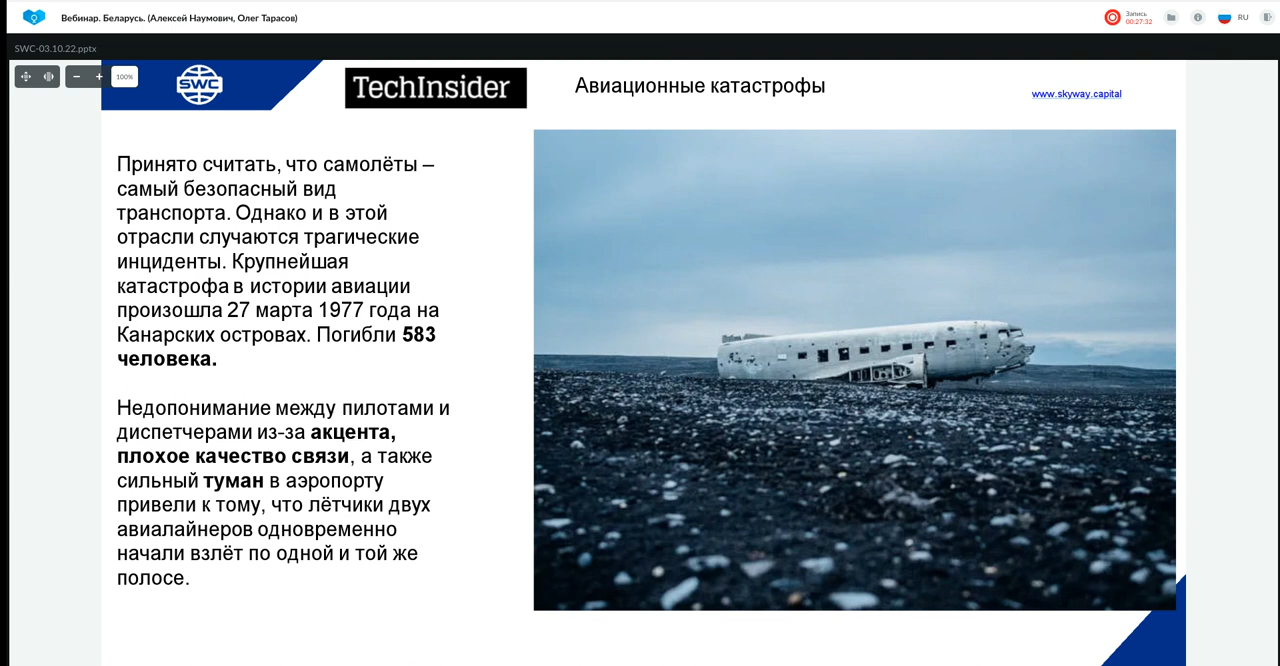 Вебинар. Беларусь. (Алексей Наумович, Олег Тарасов)
Запись
00:27:32
RU
SWC-03.10.22.pptx
100%
SWC
TechInsider
Авиационные катастрофы
www.skyway.capital
Принято считать, что самолёты –
самый безопасный вид
транспорта. Однако и в этой
отрасли случаются трагические
инциденты. Крупнейшая
катастрофа в истории авиации
произошла 27 марта 1977 года на
Канарских островах. Погибли 583
человека.
Недопонимание между пилотами и
диспетчерами из-за акцента,
плохое качество связи, а также
сильный туман в аэропорту
привели к тому, что лётчики двух
авиалайнеров одновременно
начали взлёт по одной и той же
полосе.